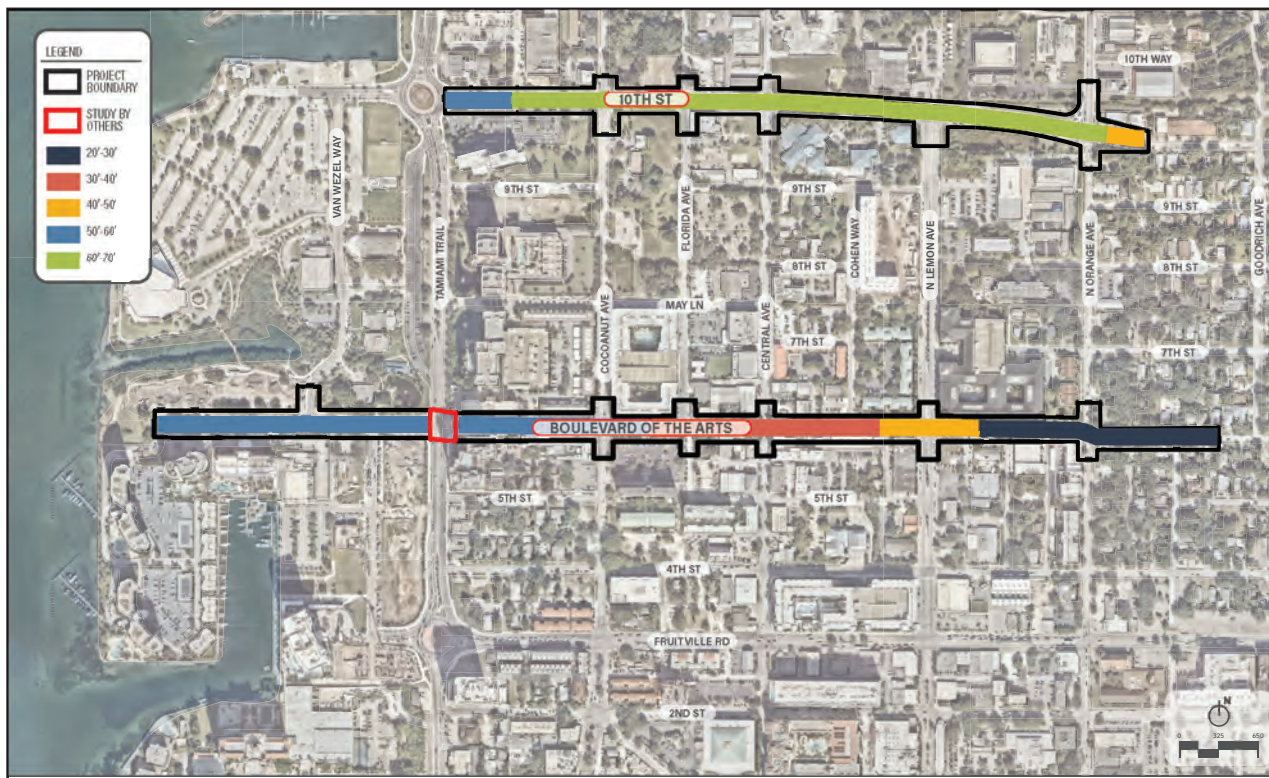 LEGEND
PROJECT
BOUNDARY
STUDY BY
OTHERS
20'-30'
30'-40'
40'-50'
50'-60'
60'-70'
10TH WAY
10TH ST
VAN WEZEL WAY
9TH ST
9TH ST
9TH ST
TAMIAMI TRAIL
FLORIDA AVE
COHEN WAY
N LEMON AVE
N ORANGE AVE
GOODRICH AVE
8TH ST
8TH ST
MAY LN
COCOANUT AVE
CENTRAL AVE
7TH ST
7TH ST
BOULEVARD OF THE ARTS
5TH ST
5TH ST
4TH ST
FRUITVILLE RD
2ND ST
N
0 325 650